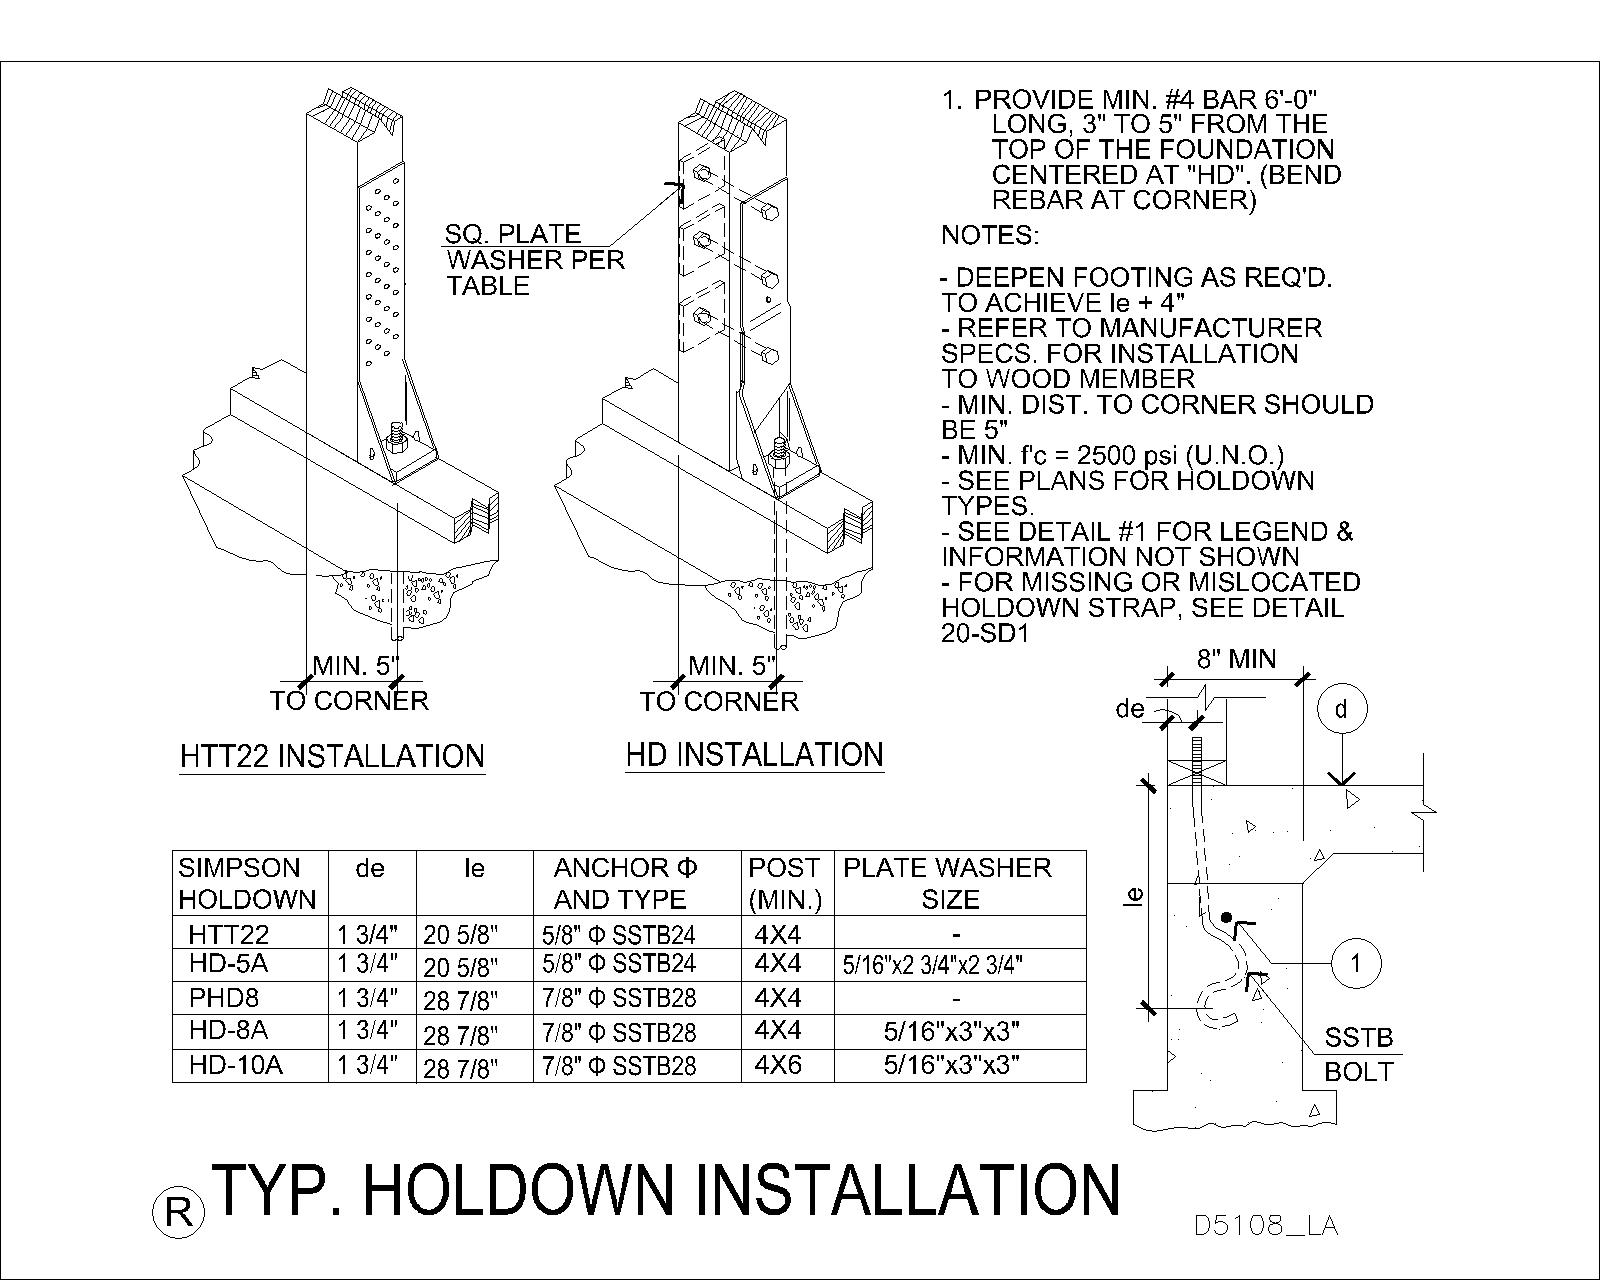 1. PROVIDE MIN. #4 BAR 6'-0"
LONG, 3" TO 5" FROM THE
TOP OF THE FOUNDATION
CENTERED AT "HD". (BEND
REBAR AT CORNER)
NOTES:
- DEEPEN FOOTING AS REQ'D.
TO ACHIEVE le + 4"
- REFER TO MANUFACTURER
SPECS. FOR INSTALLATION
TO WOOD MEMBER
- MIN. DIST. TO CORNER SHOULD
BE 5"
- MIN. f'c = 2500 psi (U.N.O.)
- SEE PLANS FOR HOLDOWN
TYPES.
- SEE DETAIL #1 FOR LEGEND &
INFORMATION NOT SHOWN
- FOR MISSING OR MISLOCATED
HOLDOWN STRAP, SEE DETAIL
20-SD1
SQ. PLATE
WASHER PER
TABLE
MIN. 5"
TO CORNER
HTT22 INSTALLATION
MIN. 5"
TO CORNER
HD INSTALLATION
8" MIN
de
d
le
1
SSTB
BOLT
SIMPSON HOLDOWN de le ANCHOR Φ AND TYPE POST (MIN.) PLATE WASHER SIZE
HTT22 1 3/4" 20 5/8" 5/8" Φ SSTB24 4X4 -
HD-5A 1 3/4" 20 5/8" 5/8" Φ SSTB24 4X4 5/16"x2 3/4"x2 3/4"
PHD8 1 3/4" 28 7/8" 7/8" Φ SSTB28 4X4 -
HD-8A 1 3/4" 28 7/8" 7/8" Φ SSTB28 4X4 5/16"x3"x3"
HD-10A 1 3/4" 28 7/8" 7/8" Φ SSTB28 4X6 5/16"x3"x3"
R TYP. HOLDOWN INSTALLATION
D5108_LA